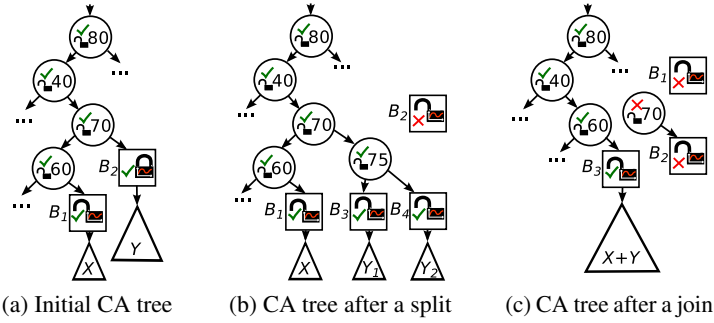 80
40
...
...
70
60
B2
...
B1
X
Y
(a) Initial CA tree
80
40
...
...
B2
70
60
75
...
B1
B3
B4
X
Y1
Y2
(b) CA tree after a split
80
B1
40
...
70
...
60
B2
B3
...
X+Y
(c) CA tree after a join